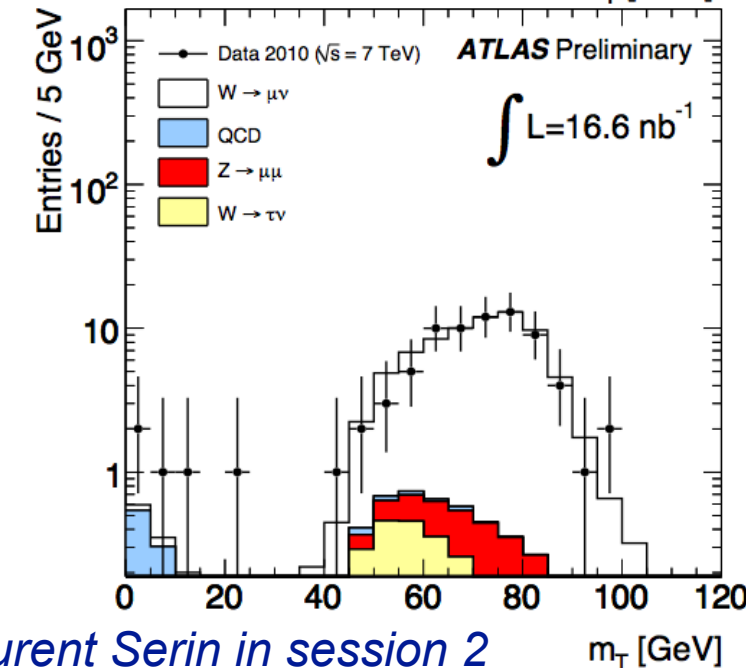 Entries / 5 GeV
10³
10²
10
1
Data 2010 (√s = 7 TeV)
W → μν
QCD
Z → μμ
W → τν
ATLAS Preliminary
∫ L=16.6 nb⁻¹
0 20 40 60 80 100 120
urent Serin in session 2
m_T [GeV]